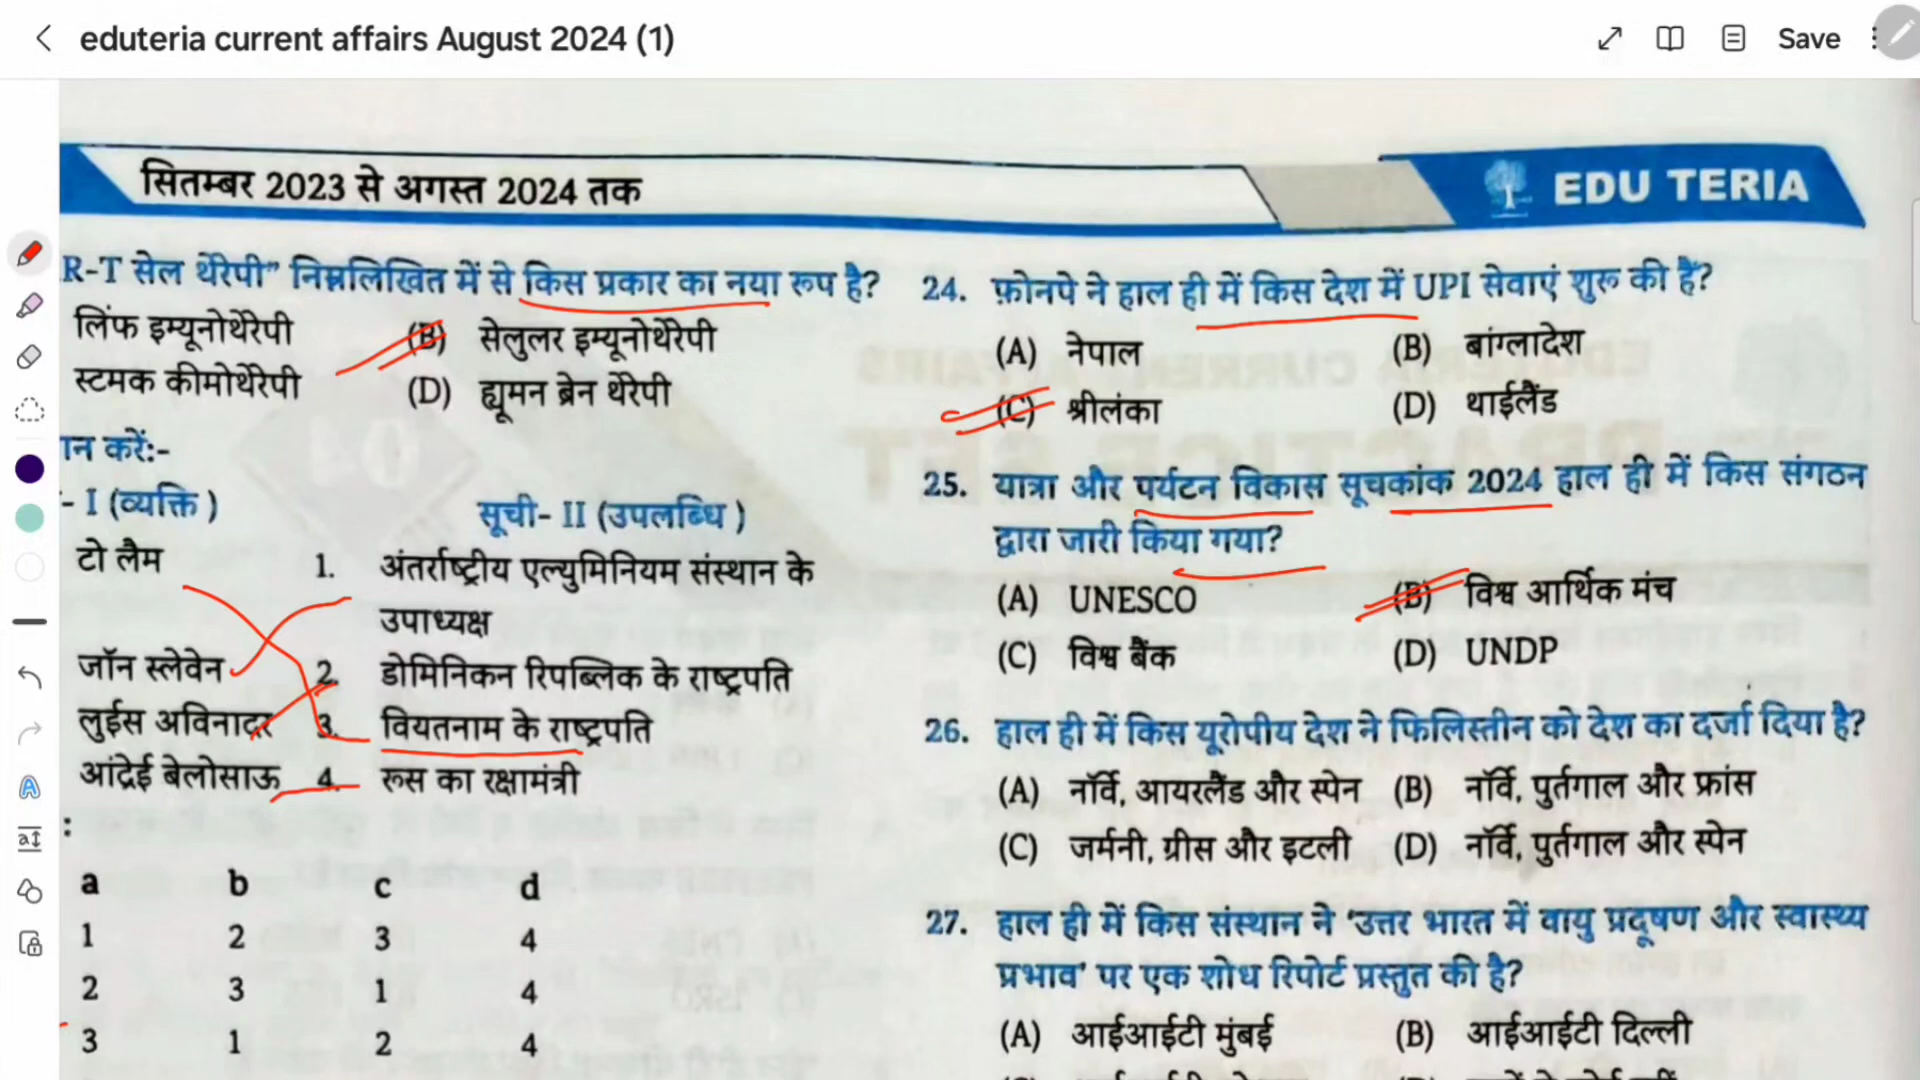 eduteria current affairs August 2024 (1)
Save
सितम्बर 2023 से अगस्त 2024 तक
EDU TERIA
R-T सेल थेरेपी” निम्नलिखित में से किस प्रकार का नया रूप है?
लिंफ इम्यूनोथेरेपी
(B) सेलुलर इम्यूनोथेरेपी
स्टमक कीमोथेरेपी
(D) ह्यूमन ब्रेन थेरेपी
ान करें:-
- I (व्यक्ति )
सूची- II (उपलब्धि )
टो लैम
1. अंतर्राष्ट्रीय एल्युमिनियम संस्थान के
उपाध्यक्ष
जॉन स्लेवेन
2. डोमिनिकन रिपब्लिक के राष्ट्रपति
लुईस अविनादर
3. वियतनाम के राष्ट्रपति
आंद्रेई बेलोसाऊ
4. रूस का रक्षामंत्री
:
a b c d
1 2 3 4
2 3 1 4
3 1 2 4
24. फ़ोनपे ने हाल ही में किस देश में UPI सेवाएं शुरू की हैं?
(A) नेपाल
(B) बांग्लादेश
(C) श्रीलंका
(D) थाईलैंड
25. यात्रा और पर्यटन विकास सूचकांक 2024 हाल ही में किस संगठन
द्वारा जारी किया गया?
(A) UNESCO
(B) विश्व आर्थिक मंच
(C) विश्व बैंक
(D) UNDP
26. हाल ही में किस यूरोपीय देश ने फिलिस्तीन को देश का दर्जा दिया है?
(A) नॉर्वे, आयरलैंड और स्पेन
(B) नॉर्वे, पुर्तगाल और फ्रांस
(C) जर्मनी, ग्रीस और इटली
(D) नॉर्वे, पुर्तगाल और स्पेन
27. हाल ही में किस संस्थान ने ‘उत्तर भारत में वायु प्रदूषण और स्वास्थ्य
प्रभाव’ पर एक शोध रिपोर्ट प्रस्तुत की है?
(A) आईआईटी मुंबई
(B) आईआईटी दिल्ली